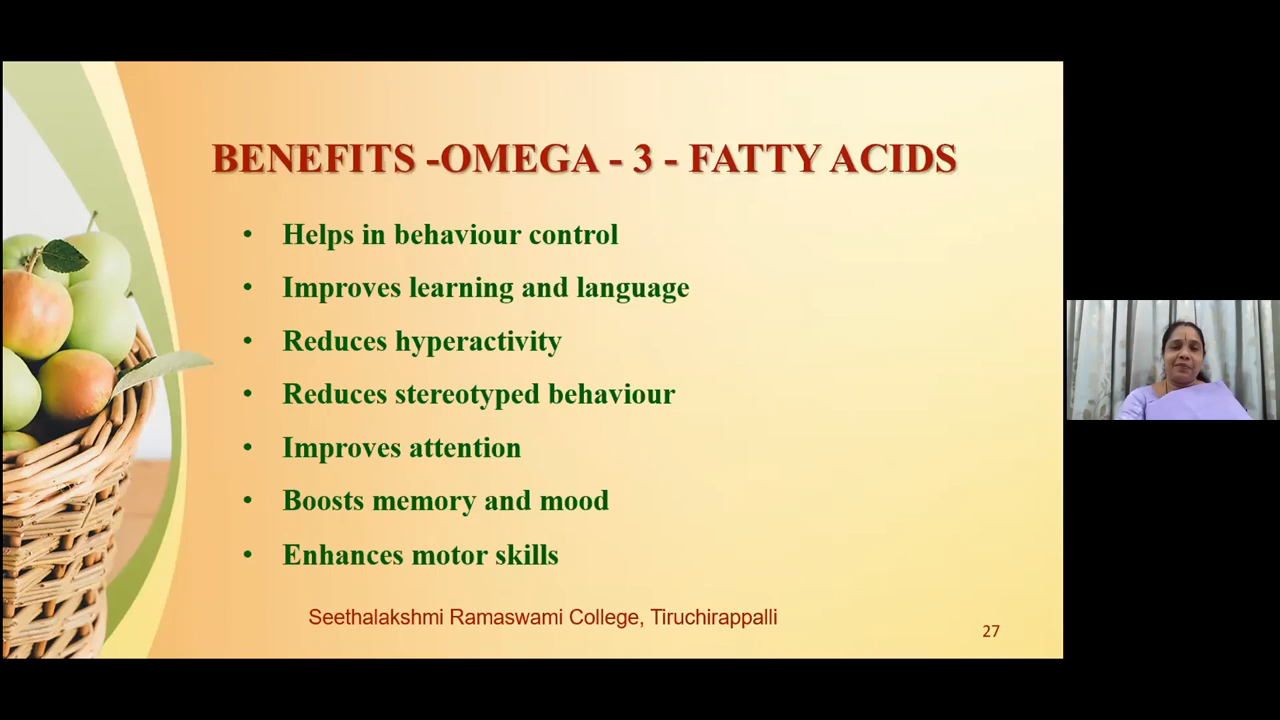 BENEFITS -OMEGA - 3 - FATTY ACIDS
• Helps in behaviour control
• Improves learning and language
• Reduces hyperactivity
• Reduces stereotyped behaviour
• Improves attention
• Boosts memory and mood
• Enhances motor skills
Seethalakshmi Ramaswami College, Tiruchirappalli
27